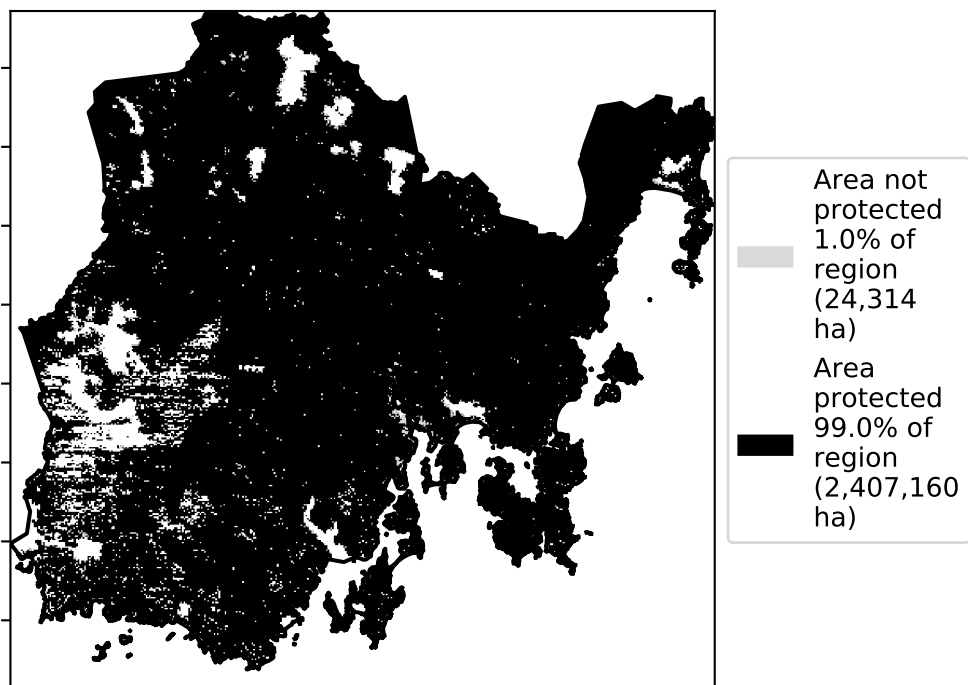 Area not
protected
1.0% of
region
(24,314
ha)
Area
protected
99.0% of
region
(2,407,160
ha)